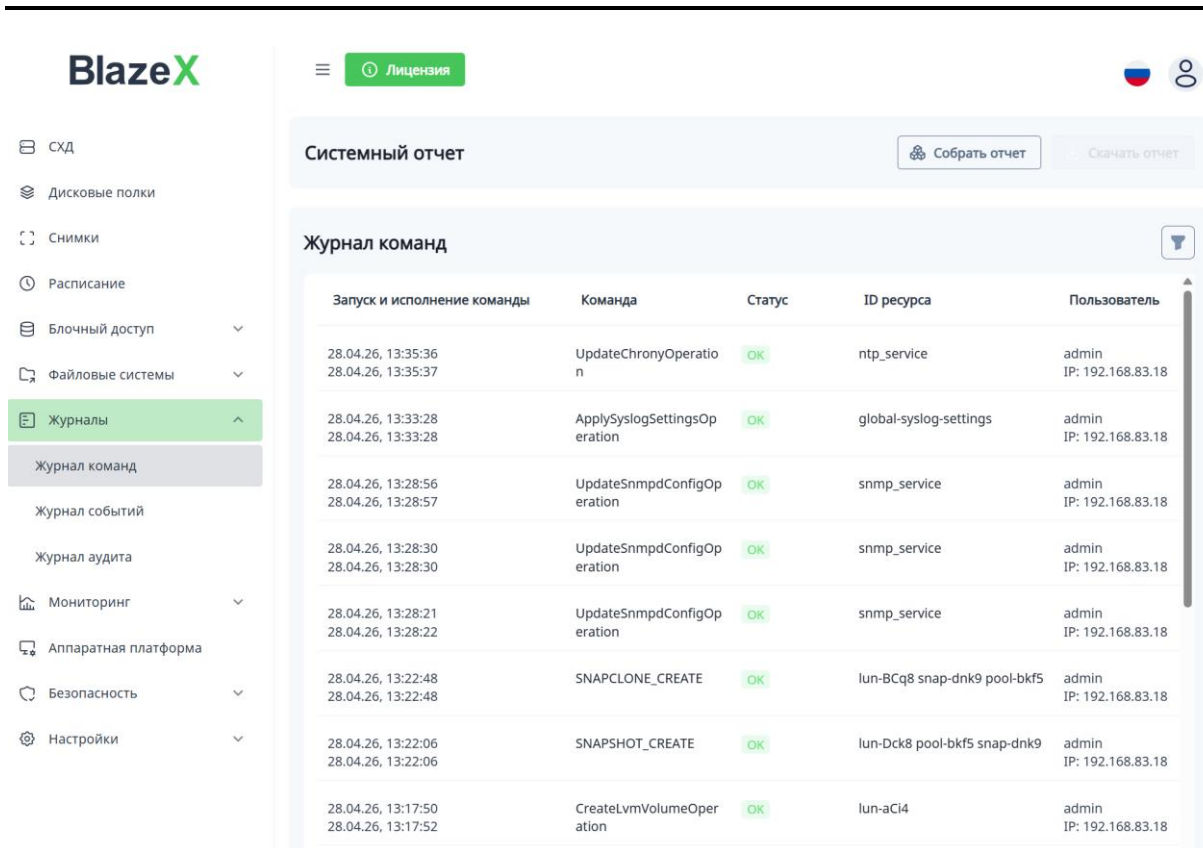 BlazeX
Лицензия
СХД
Дисковые полки
Снимки
Расписание
Блочный доступ
Файловые системы
Журналы
Журнал команд
Журнал событий
Журнал аудита
Мониторинг
Аппаратная платформа
Безопасность
Настройки
Системный отчет
Собрать отчет
Скачать отчет
Журнал команд
Запуск и исполнение команды Команда Статус ID ресурса Пользователь
28.04.26, 13:35:36 UpdateChronyOperatio OK ntp_service admin
28.04.26, 13:35:37 n IP: 192.168.83.18
28.04.26, 13:33:28 ApplySyslogSettingsOp OK global-syslog-settings admin
28.04.26, 13:33:28 eration IP: 192.168.83.18
28.04.26, 13:28:56 UpdateSnmpdConfigOp OK snmp_service admin
28.04.26, 13:28:57 eration IP: 192.168.83.18
28.04.26, 13:28:30 UpdateSnmpdConfigOp OK snmp_service admin
28.04.26, 13:28:30 eration IP: 192.168.83.18
28.04.26, 13:28:21 UpdateSnmpdConfigOp OK snmp_service admin
28.04.26, 13:28:22 eration IP: 192.168.83.18
28.04.26, 13:22:48 SNAPCLONE_CREATE OK lun-BCq8 snap-dnk9 pool-bkf5 admin
28.04.26, 13:22:48 IP: 192.168.83.18
28.04.26, 13:22:06 SNAPSHOT_CREATE OK lun-Dck8 pool-bkf5 snap-dnk9 admin
28.04.26, 13:22:06 IP: 192.168.83.18
28.04.26, 13:17:50 CreateLvmVolumeOper OK lun-aCi4 admin
28.04.26, 13:17:52 ation IP: 192.168.83.18